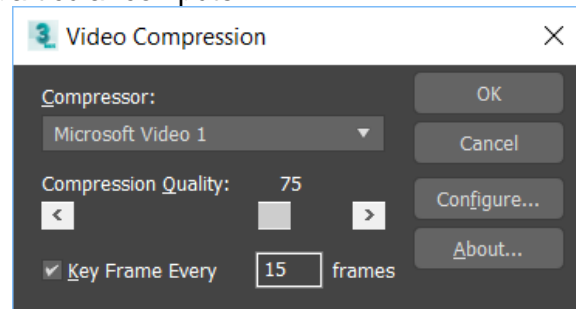 Video Compression
Compressor:
OK
Microsoft Video 1
Cancel
Compression Quality: 75
Configure...
About...
Key Frame Every 15 frames